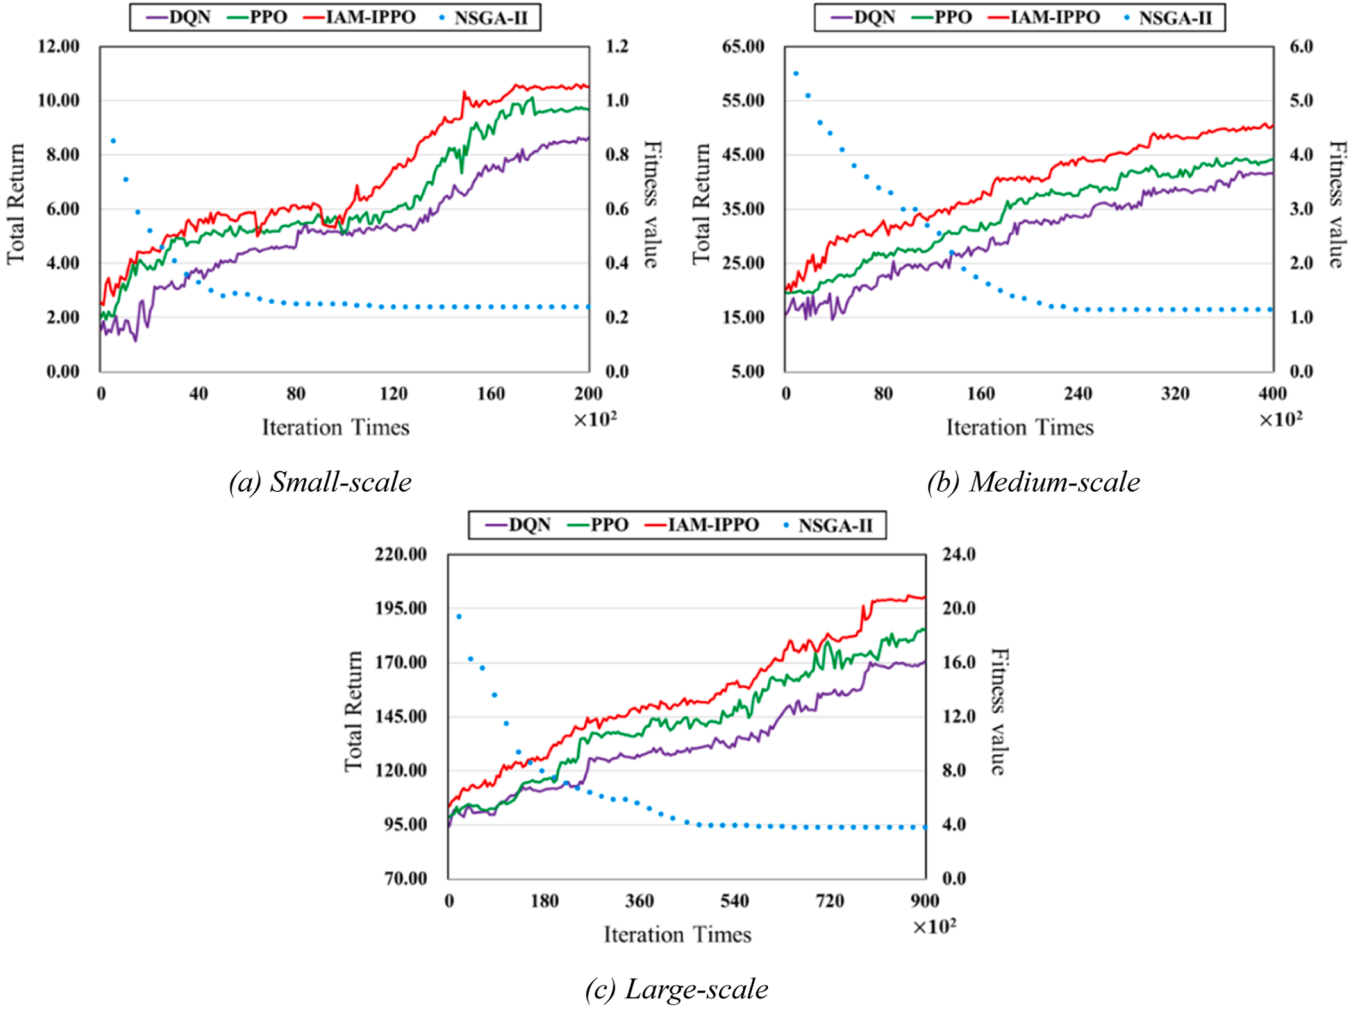 DQN PPO IAM-IPPO NSGA-II
12.00 10.00 8.00 6.00 4.00 2.00 0.00
Total Return
1.2 1.0 0.8 0.6 0.4 0.2 0.0
Fitness value
0 40 80 120 160 200
×10²
Iteration Times
(a) Small-scale
DQN PPO IAM-IPPO NSGA-II
65.00 55.00 45.00 35.00 25.00 15.00 5.00
Total Return
6.0 5.0 4.0 3.0 2.0 1.0 0.0
Fitness value
0 80 160 240 320 400
×10²
Iteration Times
(b) Medium-scale
DQN PPO IAM-IPPO NSGA-II
220.00 195.00 170.00 145.00 120.00 95.00 70.00
Total Return
24.0 20.0 16.0 12.0 8.0 4.0 0.0
Fitness value
0 180 360 540 720 900
×10²
Iteration Times
(c) Large-scale